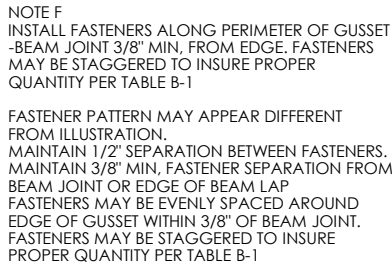 NOTE F
INSTALL FASTENERS ALONG PERIMETER OF GUSSET
-BEAM JOINT 3/8" MIN, FROM EDGE. FASTENERS
MAY BE STAGGERED TO INSURE PROPER
QUANTITY PER TABLE B-1

FASTENER PATTERN MAY APPEAR DIFFERENT
FROM ILLUSTRATION.
MAINTAIN 1/2" SEPARATION BETWEEN FASTENERS.
MAINTAIN 3/8" MIN, FASTENER SEPARATION FROM
BEAM JOINT OR EDGE OF BEAM LAP
FASTENERS MAY BE EVENLY SPACED AROUND
EDGE OF GUSSET WITHIN 3/8" OF BEAM JOINT.
FASTENERS MAY BE STAGGERED TO INSURE
PROPER QUANTITY PER TABLE B-1